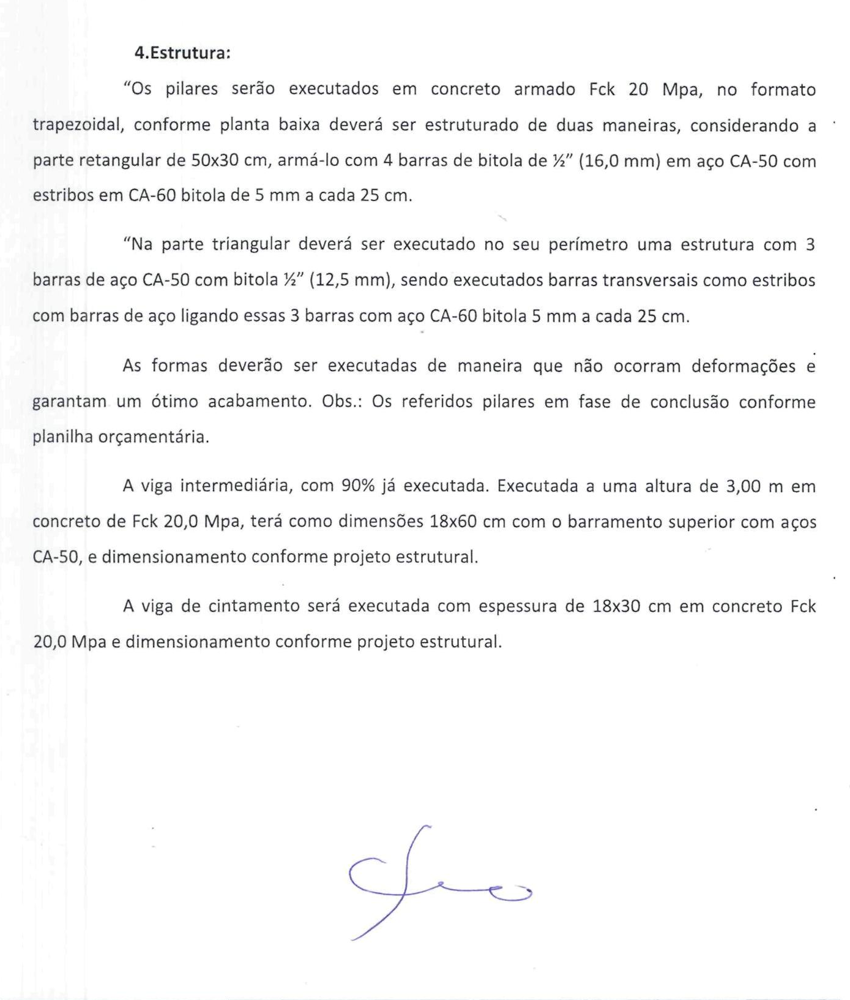 4.Estrutura:
“Os pilares serão executados em concreto armado Fck 20 Mpa, no formato
trapezoidal, conforme planta baixa deverá ser estruturado de duas maneiras, considerando a
parte retangular de 50x30 cm, armá-lo com 4 barras de bitola de ½” (16,0 mm) em aço CA-50 com
estribos em CA-60 bitola de 5 mm a cada 25 cm.
“Na parte triangular deverá ser executado no seu perímetro uma estrutura com 3
barras de aço CA-50 com bitola ½” (12,5 mm), sendo executados barras transversais como estribos
com barras de aço ligando essas 3 barras com aço CA-60 bitola 5 mm a cada 25 cm.
As formas deverão ser executadas de maneira que não ocorram deformações e
garantam um ótimo acabamento. Obs.: Os referidos pilares em fase de conclusão conforme
planilha orçamentária.
A viga intermediária, com 90% já executada. Executada a uma altura de 3,00 m em
concreto de Fck 20,0 Mpa, terá como dimensões 18x60 cm com o barramento superior com aços
CA-50, e dimensionamento conforme projeto estrutural.
A viga de cintamento será executada com espessura de 18x30 cm em concreto Fck
20,0 Mpa e dimensionamento conforme projeto estrutural.